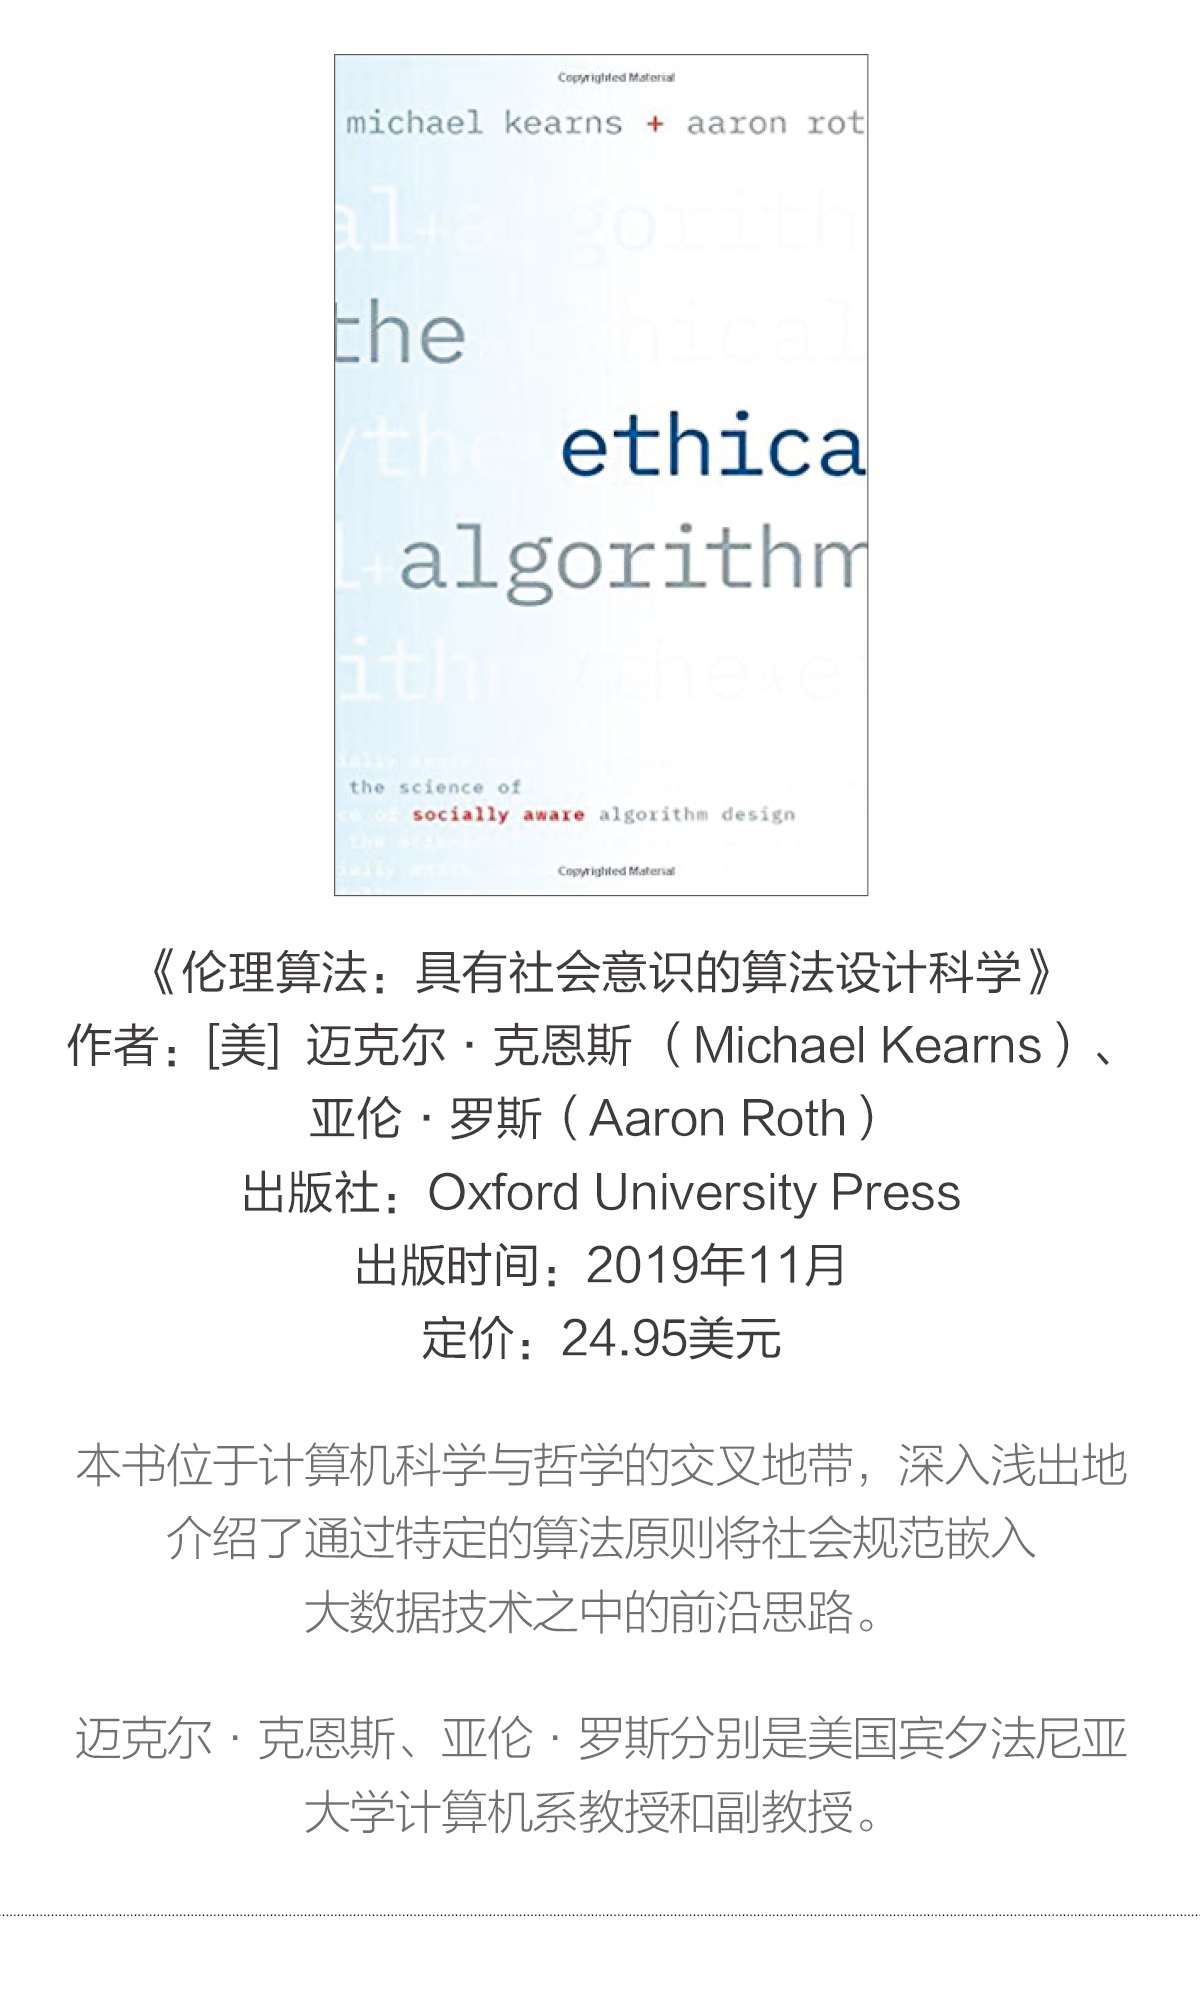 Copyrighted Material
michael kearns + aaron rot
al+algorith
the
ethical
/the
ethica
l+
algorithm
ithm/the*et
the science of
socially aware algorithm design
Copyrighted Material
《伦理算法：具有社会意识的算法设计科学》
作者：[美] 迈克尔·克恩斯（Michael Kearns）、
亚伦·罗斯（Aaron Roth）
出版社：Oxford University Press
出版时间：2019年11月
定价：24.95美元
本书位于计算机科学与哲学的交叉地带，深入浅出地
介绍了通过特定的算法原则将社会规范嵌入
大数据技术之中的前沿思路。
迈克尔·克恩斯、亚伦·罗斯分别是美国宾夕法尼亚
大学计算机系教授和副教授。